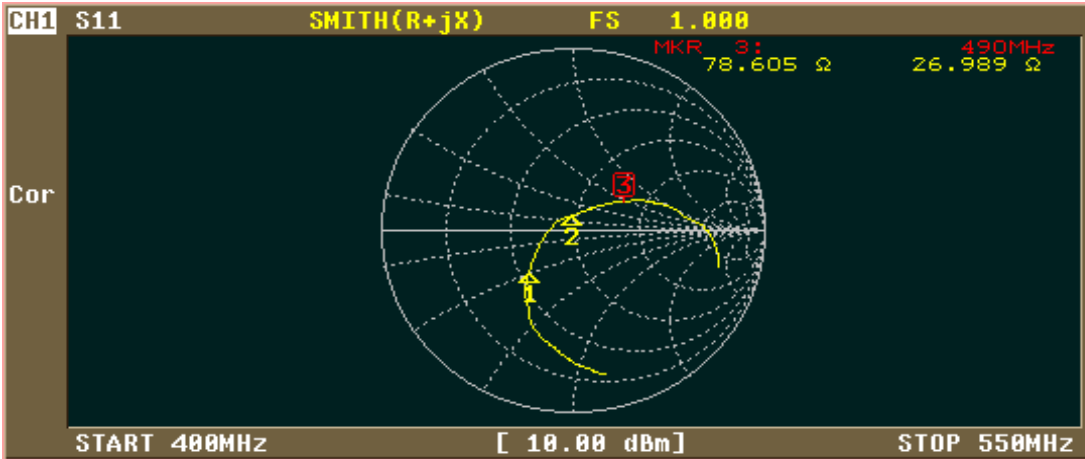 CH1 S11 SMITH(R+jX) FS 1.000
MKR 3: 490MHz
78.605 Ω 26.989 Ω
3
2
Cor
1
START 400MHz [ 10.00 dBm] STOP 550MHz